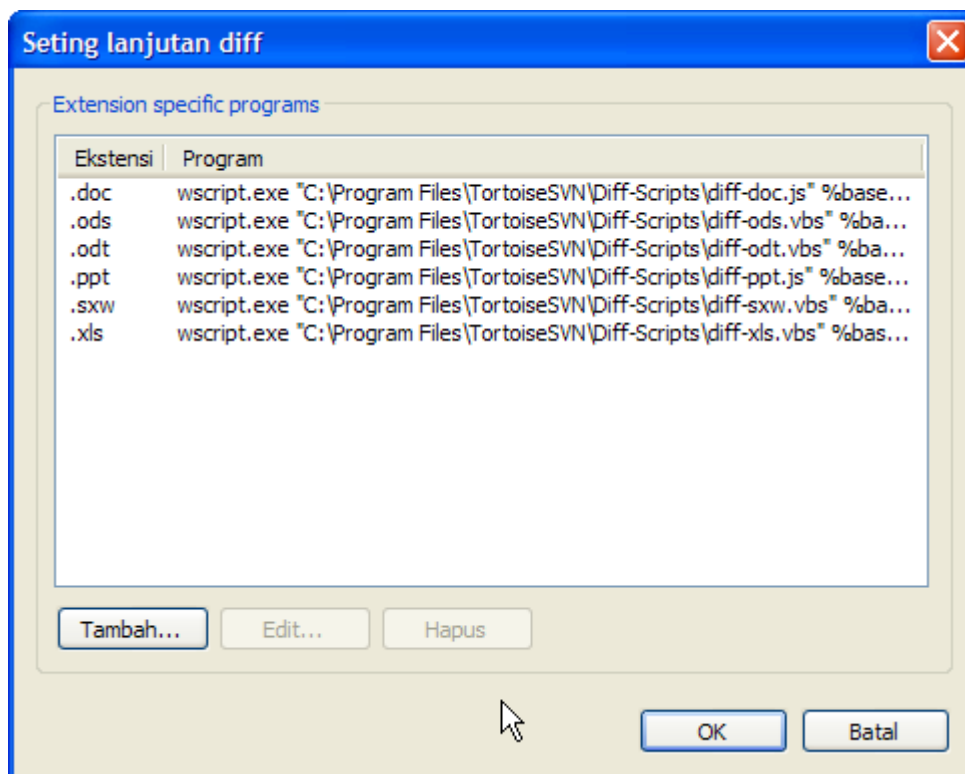 Seting lanjutan diff
Extension specific programs
Ekstensi Program
.doc wscript.exe "C:\Program Files\TortoiseSVN\Diff-Scripts\diff-doc.js" %base...
.ods wscript.exe "C:\Program Files\TortoiseSVN\Diff-Scripts\diff-ods.vbs" %ba...
.odt wscript.exe "C:\Program Files\TortoiseSVN\Diff-Scripts\diff-odt.vbs" %ba...
.ppt wscript.exe "C:\Program Files\TortoiseSVN\Diff-Scripts\diff-ppt.js" %base...
.sxw wscript.exe "C:\Program Files\TortoiseSVN\Diff-Scripts\diff-sxw.vbs" %ba...
.xls wscript.exe "C:\Program Files\TortoiseSVN\Diff-Scripts\diff-xls.vbs" %bas...
Tambah... Edit... Hapus
OK Batal